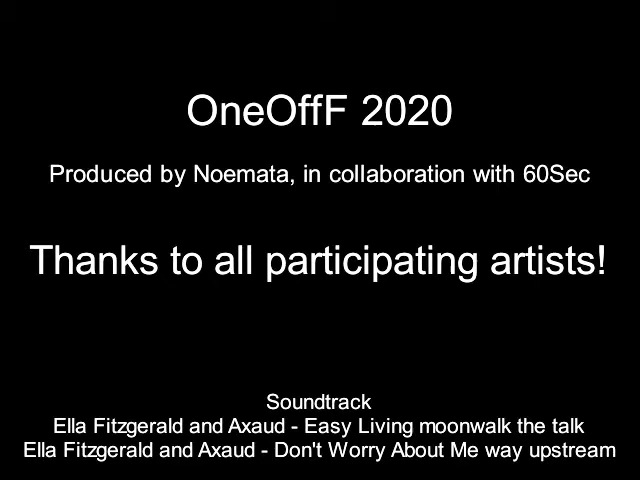 OneOffF 2020
Produced by Noemata, in collaboration with 60Sec
Thanks to all participating artists!
Soundtrack
Ella Fitzgerald and Axaud - Easy Living moonwalk the talk
Ella Fitzgerald and Axaud - Don't Worry About Me way upstream